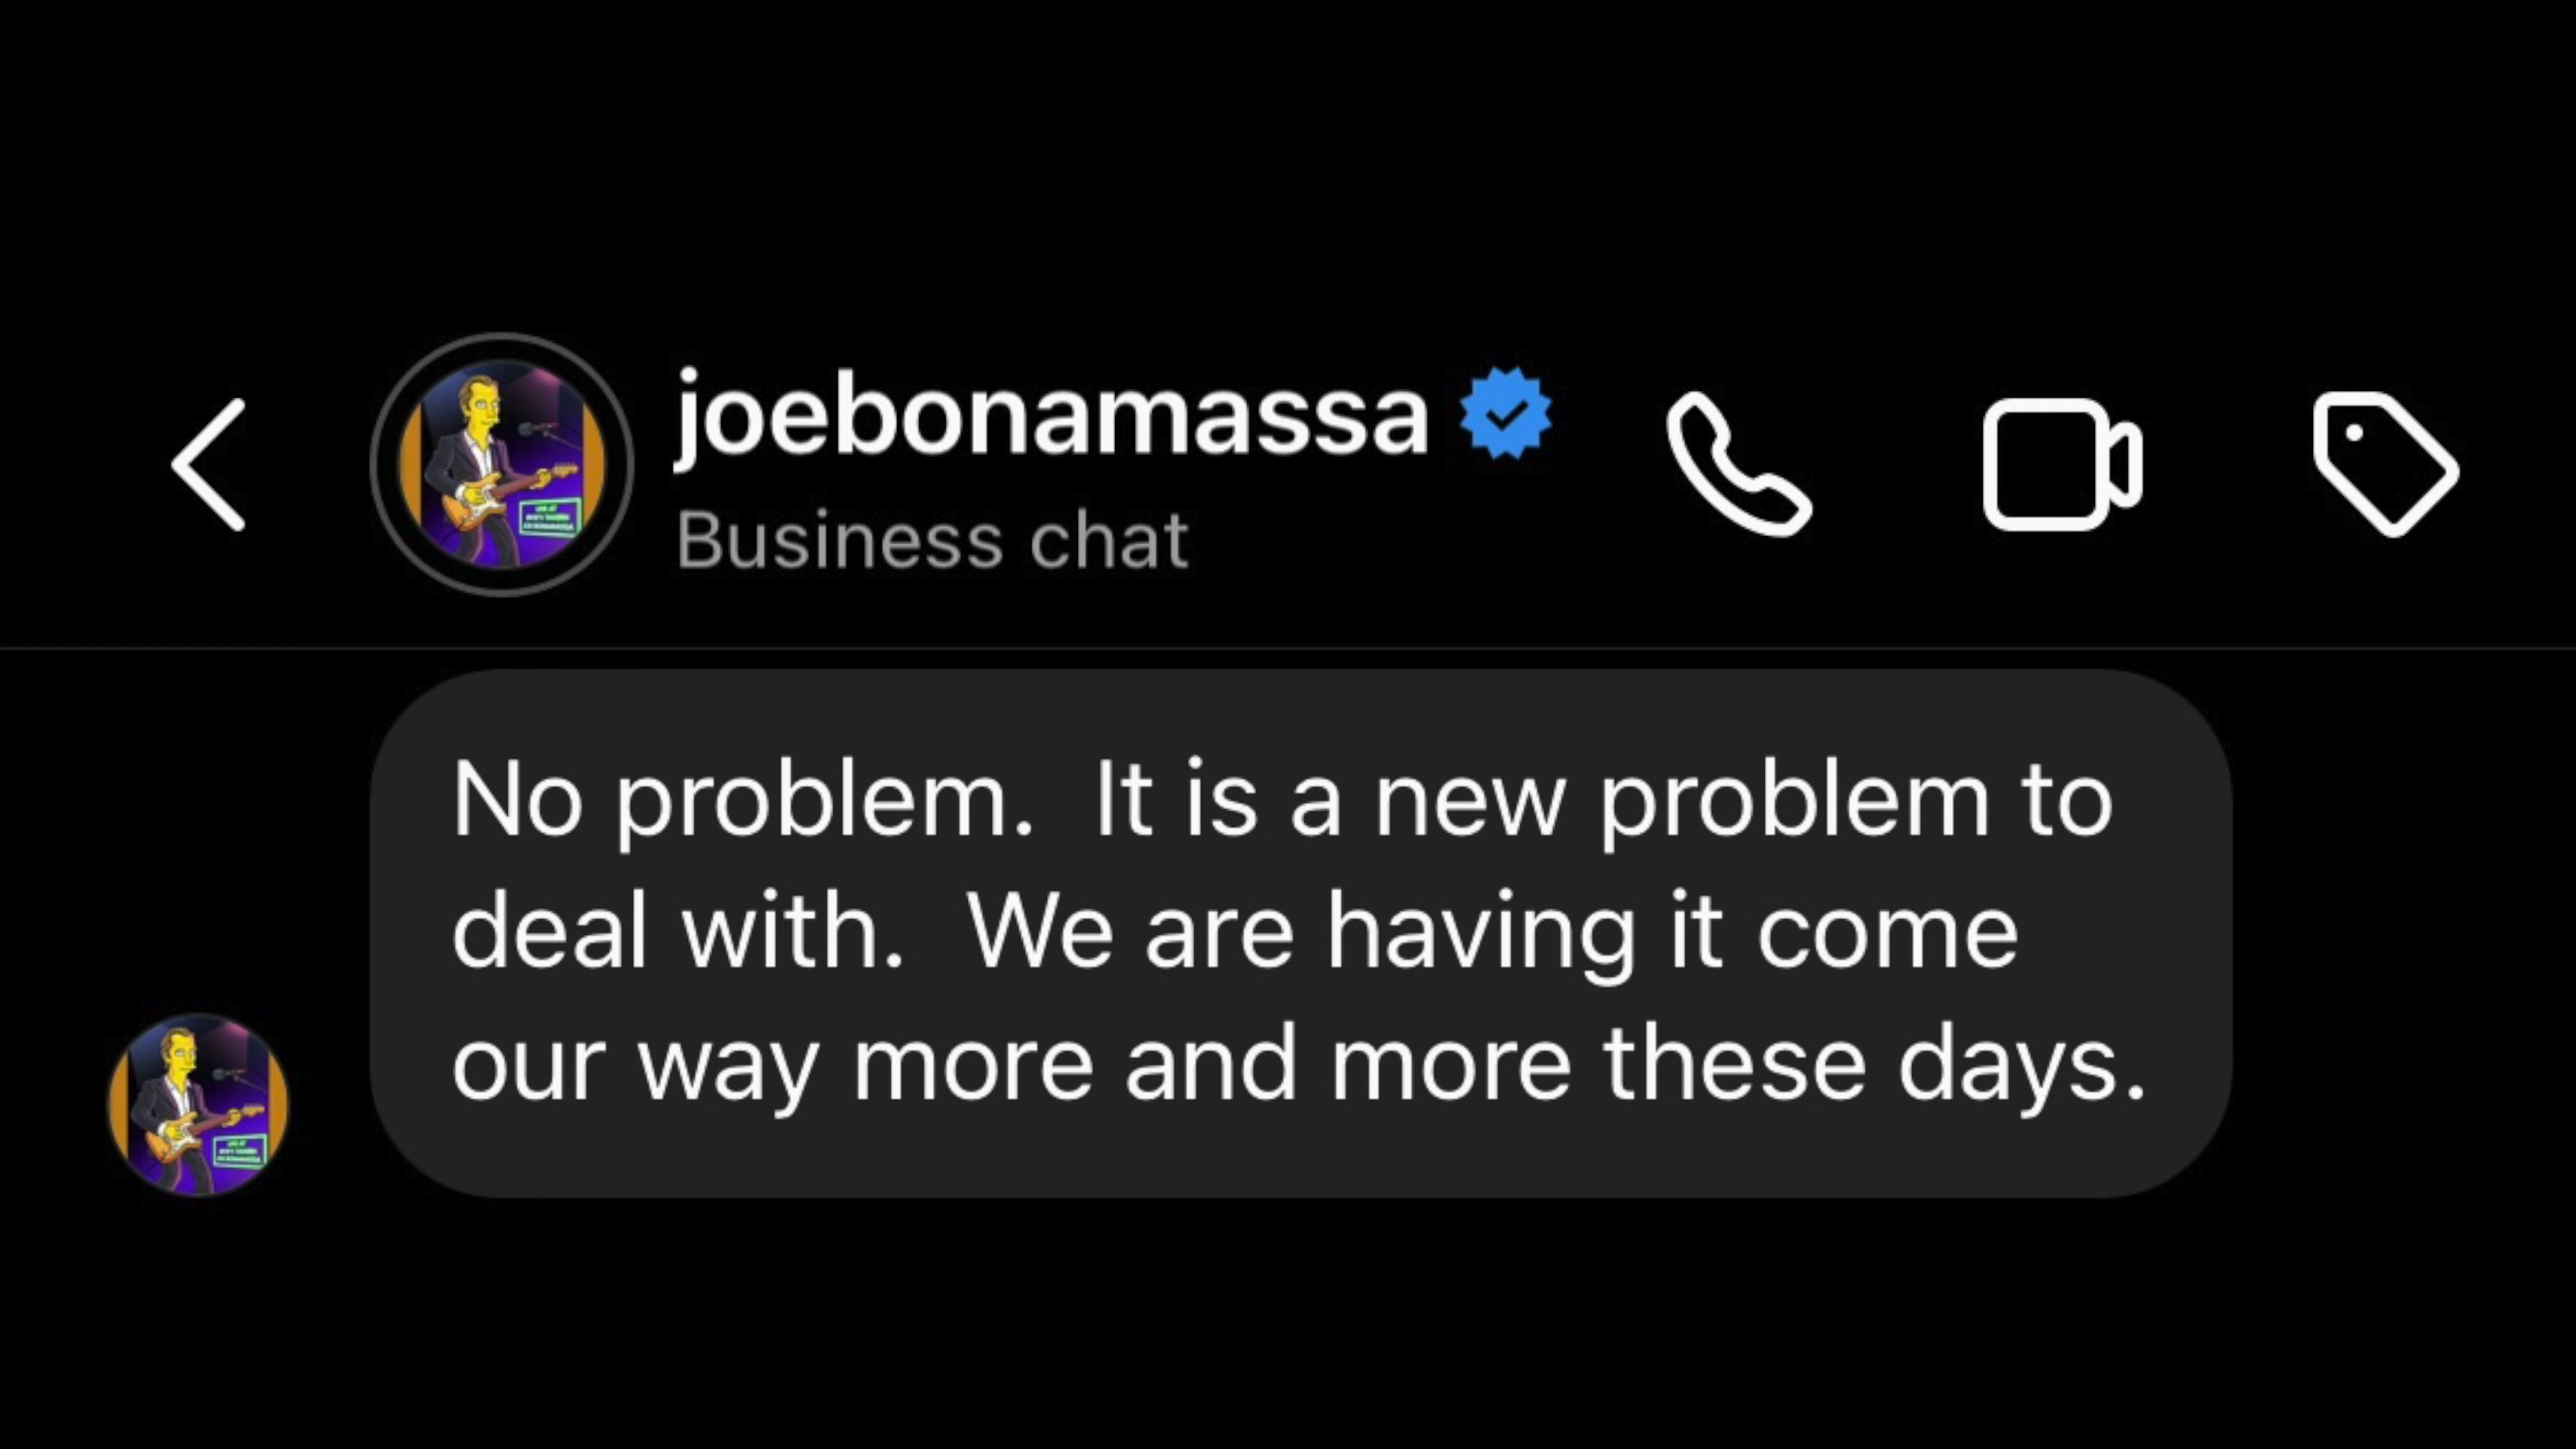 joebonamassa
Business chat
No problem.  It is a new problem to
deal with.  We are having it come
our way more and more these days.